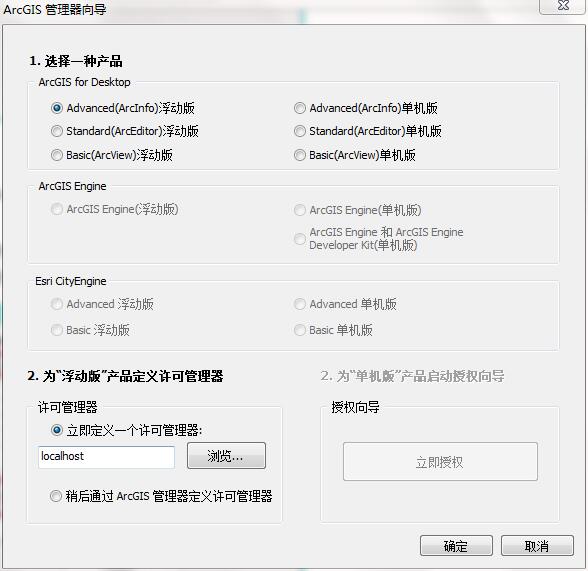 ArcGIS 管理器向导
1. 选择一种产品
ArcGIS for Desktop
Advanced(ArcInfo)浮动版
Advanced(ArcInfo)单机版
Standard(ArcEditor)浮动版
Standard(ArcEditor)单机版
Basic(ArcView)浮动版
Basic(ArcView)单机版
ArcGIS Engine
ArcGIS Engine(浮动版)
ArcGIS Engine(单机版)
ArcGIS Engine 和 ArcGIS Engine
Developer Kit(单机版)
Esri CityEngine
Advanced 浮动版
Advanced 单机版
Basic 浮动版
Basic 单机版
2. 为“浮动版”产品定义许可管理器
许可管理器
立即定义一个许可管理器:
localhost
浏览...
稍后通过 ArcGIS 管理器定义许可管理器
2. 为“单机版”产品启动授权向导
授权向导
立即授权
确定
取消